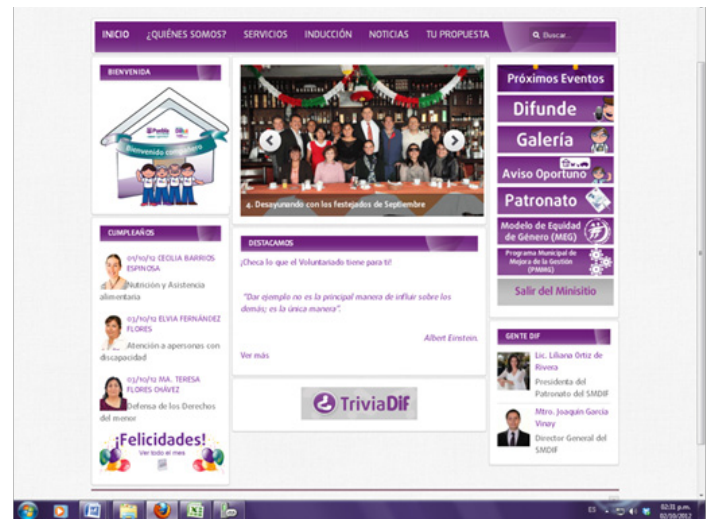 INICIO ¿QUIÉNES SOMOS? SERVICIOS INDUCCIÓN NOTICIAS TU PROPUESTA Buscar...
BIENVENIDA
Puebla
Bienvenido compañero
CUMPLEAÑOS
01/10/12 CECILIA BARRIOS
ESPINOSA
Nutrición y Asistencia
alimentaria
03/10/12 ELVIA FERNÁNDEZ
FLORES
Atención a apersonas con
discapacidad
03/10/12 MA. TERESA
FLORES CHÁVEZ
Defensa de los Derechos
del menor
¡Felicidades!
Ver todo el mes
4. Desayunando con los festejados de Septiembre
DESTACAMOS
¡Checa lo que el Voluntariado tiene para ti!
"Dar ejemplo no es la principal manera de influir sobre los
demás; es la única manera".
Albert Einstein.
Ver más
TriviaDif
Próximos Eventos
Difunde
Galería
Aviso Oportuno
Patronato
Modelo de Equidad
de Género (MEG)
Programa Municipal de
Mejora de la Gestión
(PMIMG)
Salir del Minisitio
GENTE DIF
Lic. Liliana Ortiz de
Rivera
Presidenta del
Patronato del SMDIF
Mtro. Joaquín García
Vinay
Director General del
SMDIF
ES
02:31 p.m.
02/10/2012